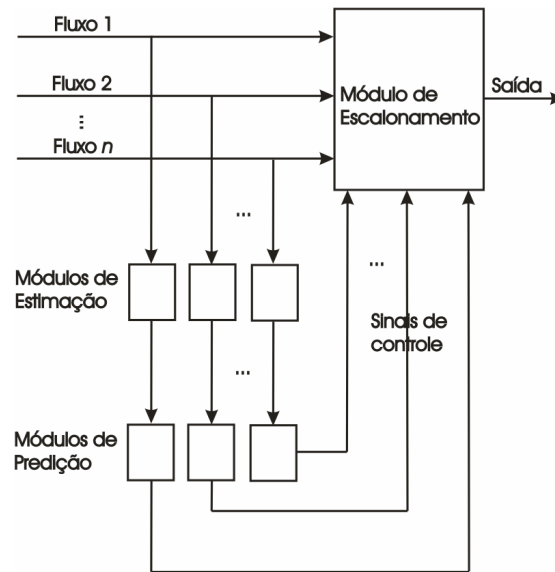 Fluxo 1
Fluxo 2
...
Fluxo n
Módulo de
Escalonamento
Saída
...
...
Módulos de
Estimação
Sinais de
controle
...
Módulos de
Predição